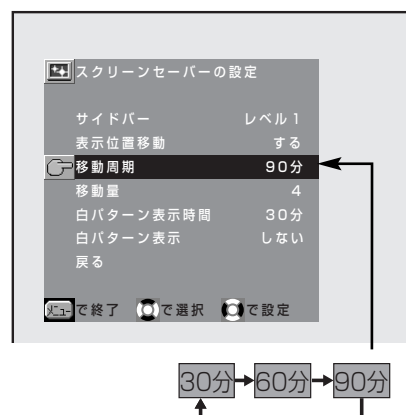 スクリーンセーバーの設定
サイドバー レベル1
表示位置移動 する
移動周期 90分
移動量 4
白パターン表示時間 30分
白パターン表示 しない
戻る
メニューで終了 で選択 で設定
30分 60分 90分